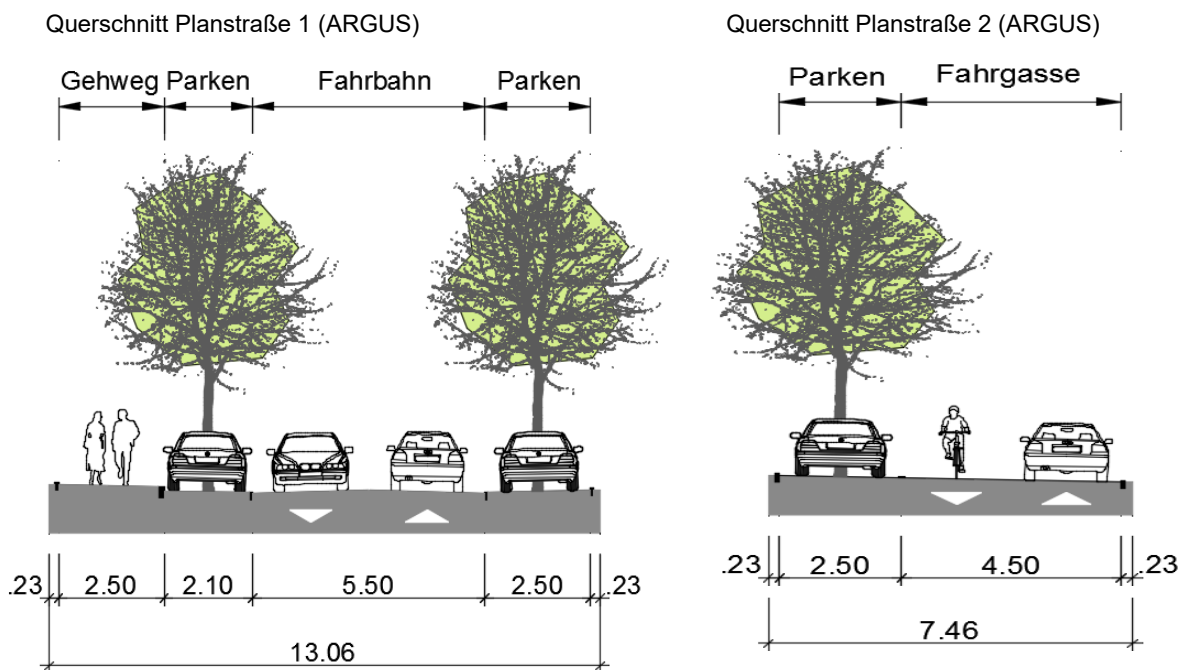 Querschnitt Planstraße 1 (ARGUS)
Gehweg Parken Fahrbahn Parken
.23 2.50 2.10 5.50 2.50 .23
13.06
Querschnitt Planstraße 2 (ARGUS)
Parken Fahrgasse
.23 2.50 4.50 .23
7.46